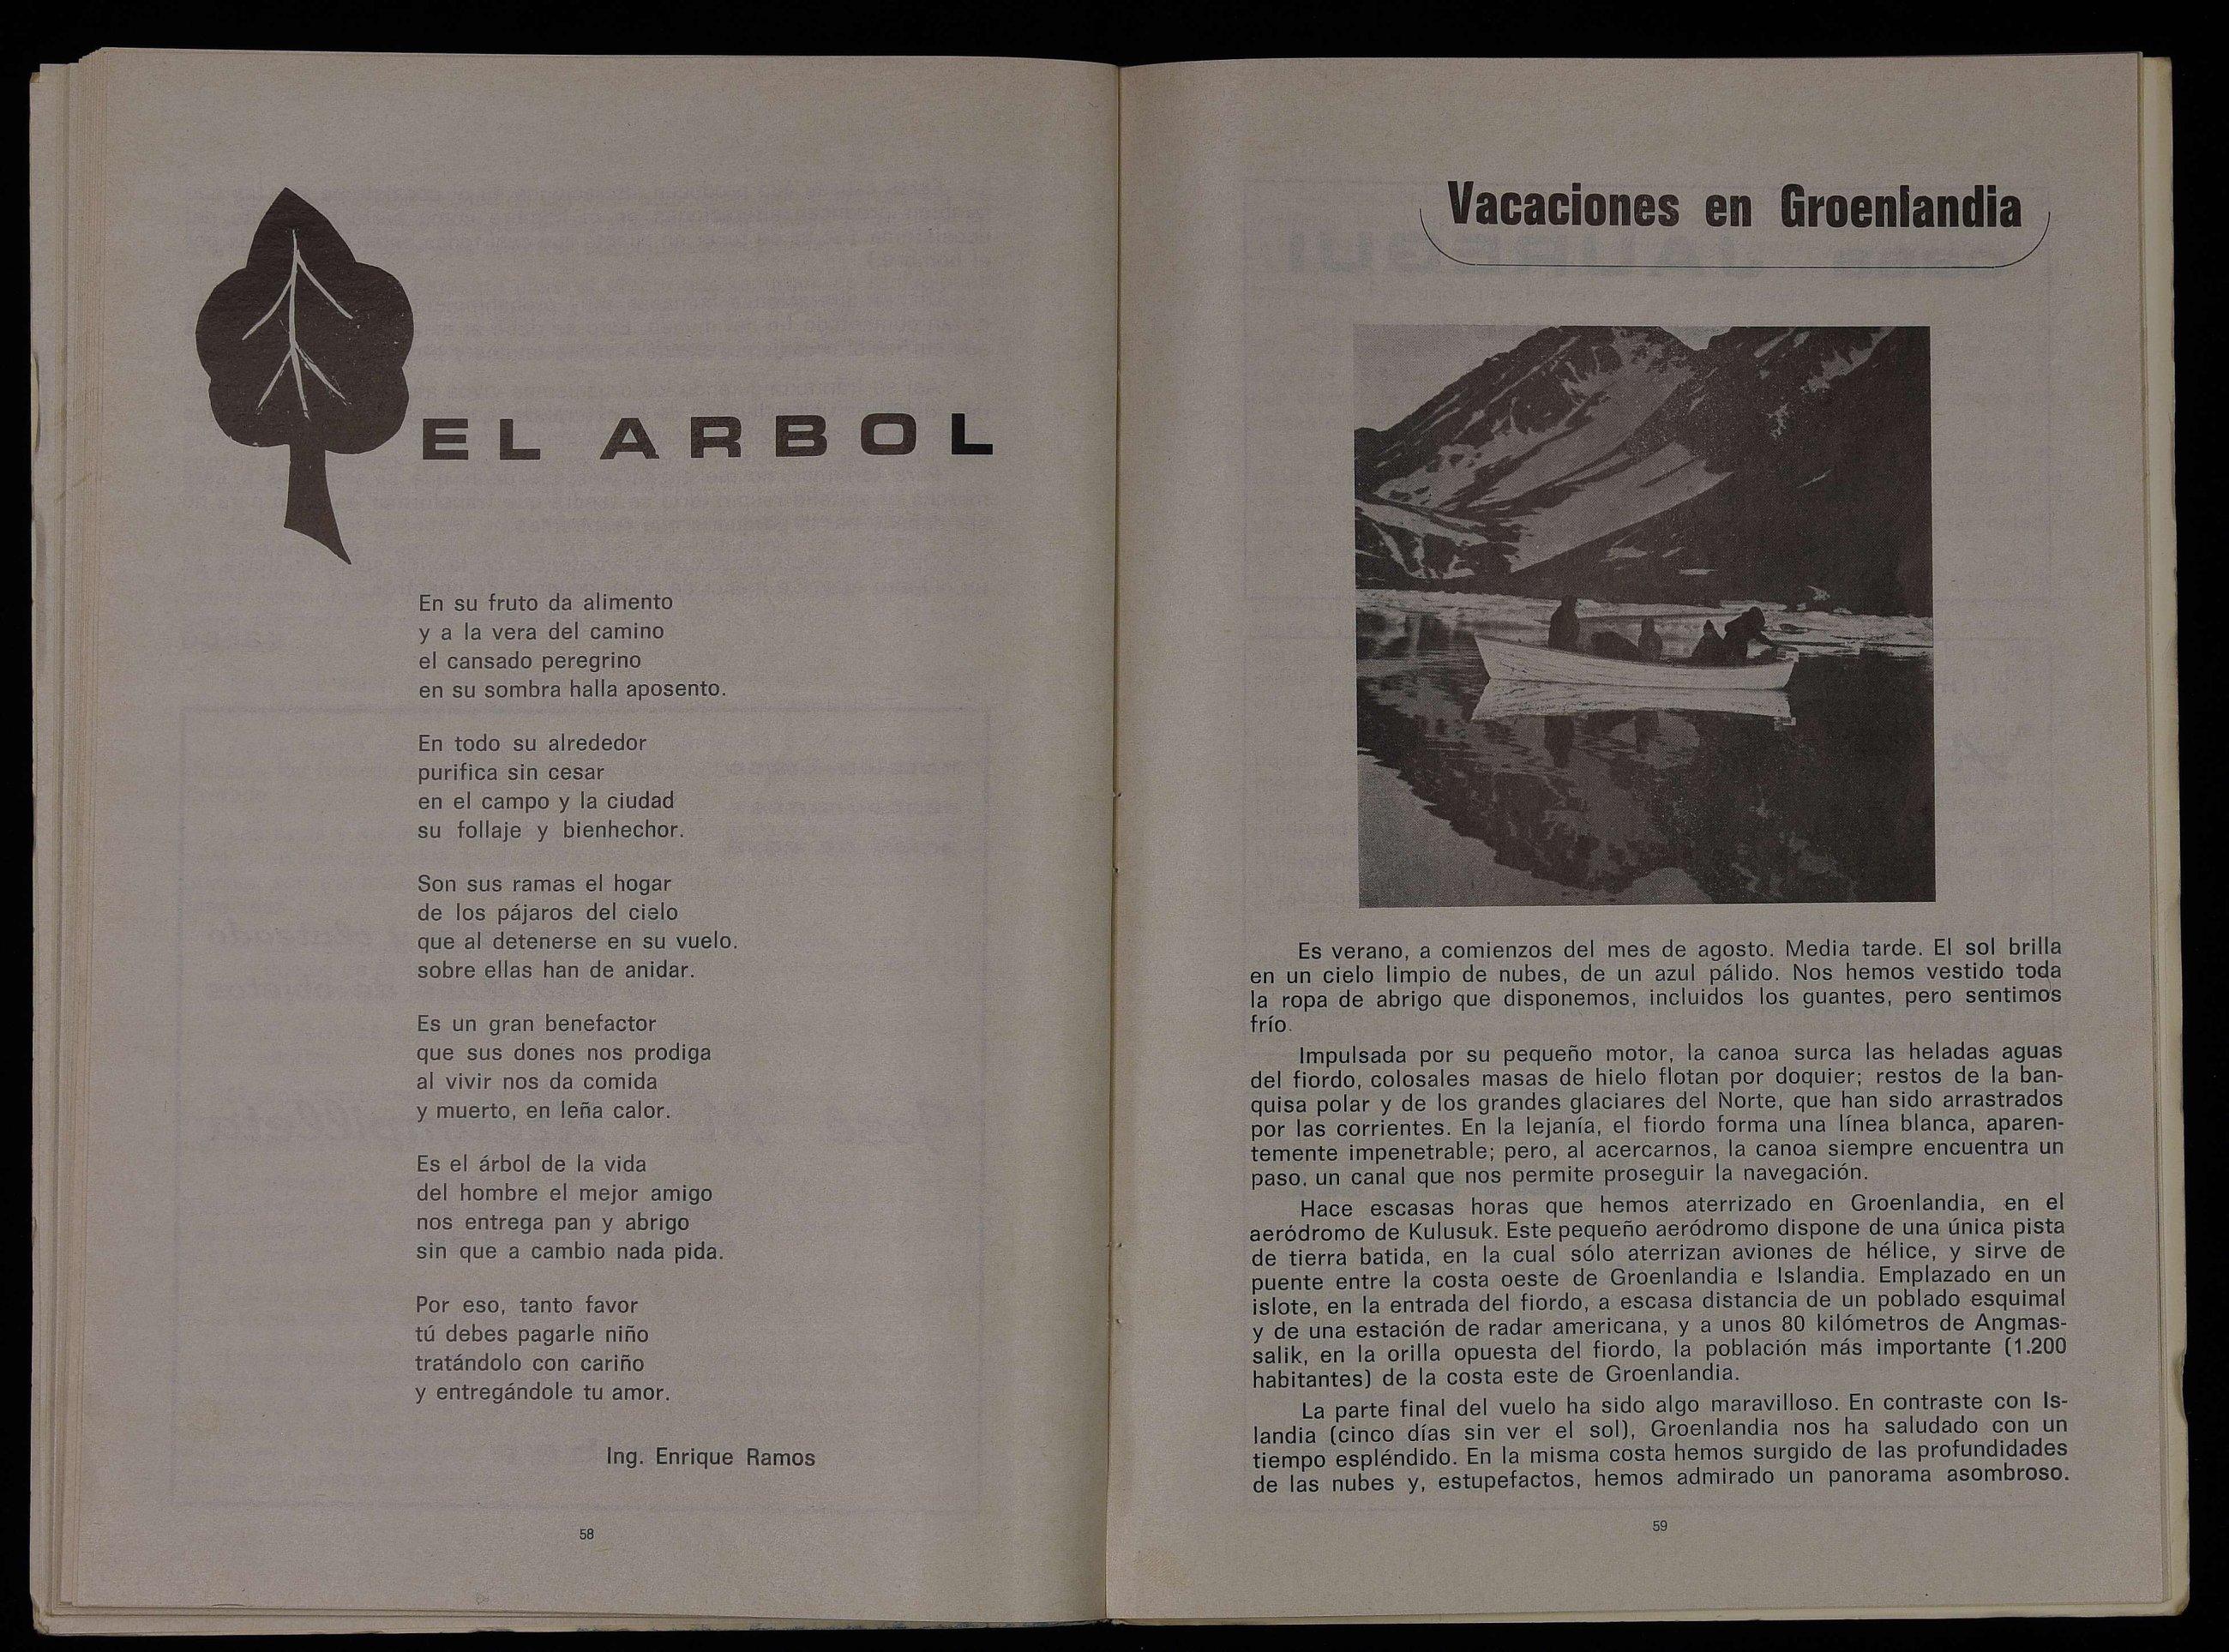 EL ARBOL
En su fruto da alimento
y a la vera del camino
el cansado peregrino
en su sombra halla aposento.
En todo su alrededor
purifica sin cesar
en el campo y la ciudad
su follaje y bienhechor.
Son sus ramas el hogar
de los pájaros del cielo
que al detenerse en su vuelo.
sobre ellas han de anidar.
Es un gran benefactor
que sus dones nos prodiga
al vivir nos da comida
y muerto, en leña calor.
Es el árbol de la vida
del hombre el mejor amigo
nos entrega pan y abrigo
sin que a cambio nada pida.
Por eso, tanto favor
tú debes pagarle niño
tratándolo con cariño
y entregándole tu amor.
Ing. Enrique Ramos
58
Vacaciones en Groenlandia
Es verano, a comienzos del mes de agosto. Media tarde. El sol brilla
en un cielo limpio de nubes, de un azul pálido. Nos hemos vestido toda
la ropa de abrigo que disponemos, incluidos los guantes, pero sentimos
frío.
Impulsada por su pequeño motor, la canoa surca las heladas aguas
del fiordo, colosales masas de hielo flotan por doquier; restos de la ban-
quisa polar y de los grandes glaciares del Norte, que han sido arrastrados
por las corrientes. En la lejanía, el fiordo forma una línea blanca, aparen-
temente impenetrable; pero, al acercarnos, la canoa siempre encuentra un
paso, un canal que nos permite proseguir la navegación.
Hace escasas horas que hemos aterrizado en Groenlandia, en el
aeródromo de Kulusuk. Este pequeño aeródromo dispone de una única pista
de tierra batida, en la cual sólo aterrizan aviones de hélice, y sirve de
puente entre la costa oeste de Groenlandia e Islandia. Emplazado en un
islote, en la entrada del fiordo, a escasa distancia de un poblado esquimal
y de una estación de radar americana, y a unos 80 kilómetros de Angmas-
salik, en la orilla opuesta del fiordo, la población más importante (1.200
habitantes) de la costa este de Groenlandia.
La parte final del vuelo ha sido algo maravilloso. En contraste con Is-
landia (cinco días sin ver el sol), Groenlandia nos ha saludado con un
tiempo espléndido. En la misma costa hemos surgido de las profundidades
de las nubes y, estupefactos, hemos admirado un panorama asombroso.
59